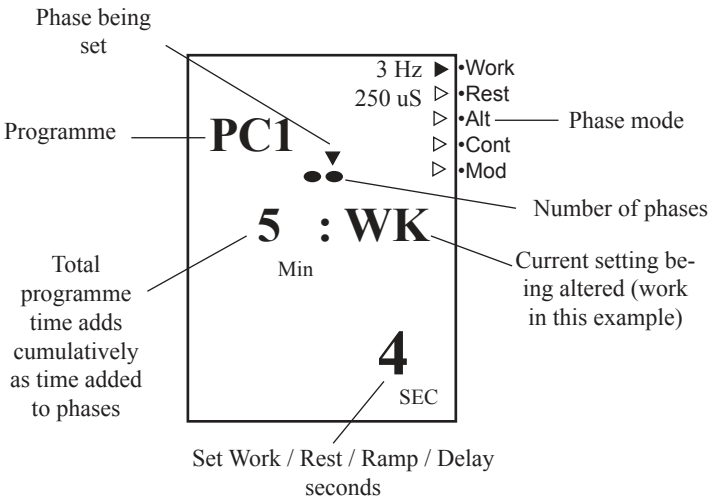 Phase being
set
3 Hz
•Work
250 uS
•Rest
•Alt
Phase mode
Programme
PC1
•Cont
•Mod
Number of phases
5 : WK
Min
Current setting be-
ing altered (work
in this example)
Total
programme
time adds
cumulatively
as time added
to phases
4
SEC
Set Work / Rest / Ramp / Delay
seconds